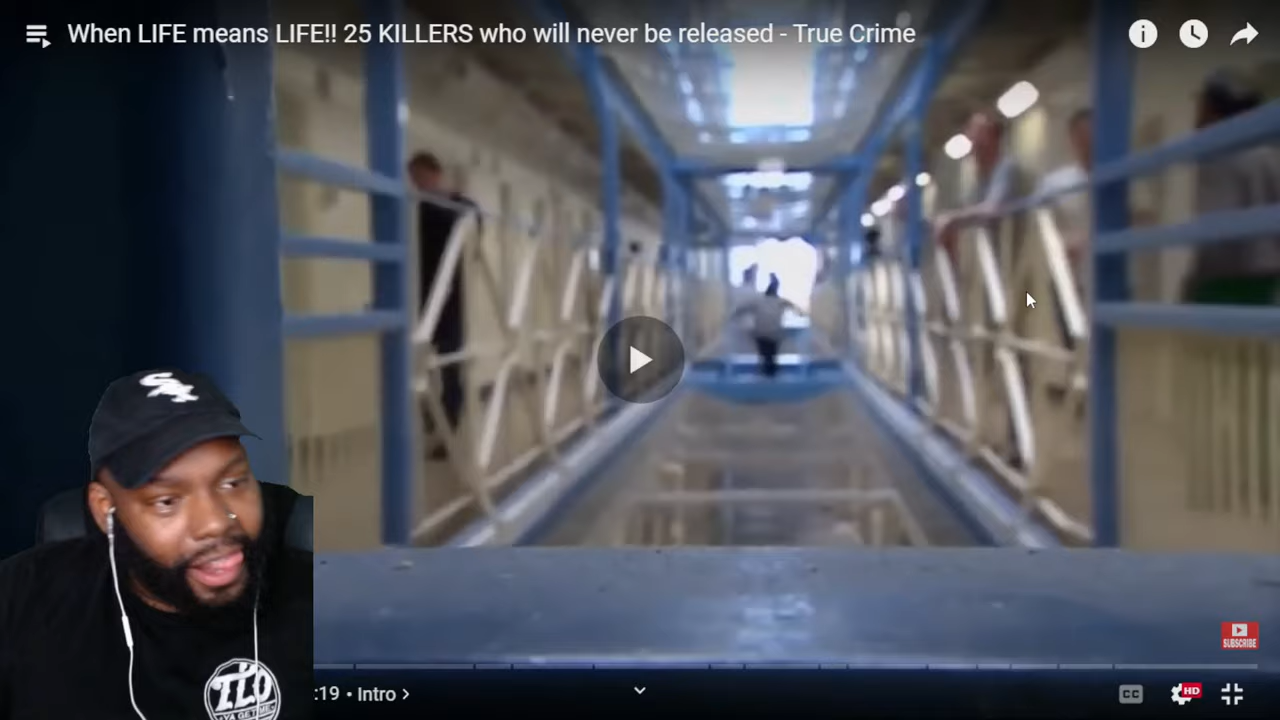 When LIFE means LIFE!! 25 KILLERS who will never be released - True Crime
SUBSCRIBE
:19 • Intro >
CC
HD
TLO